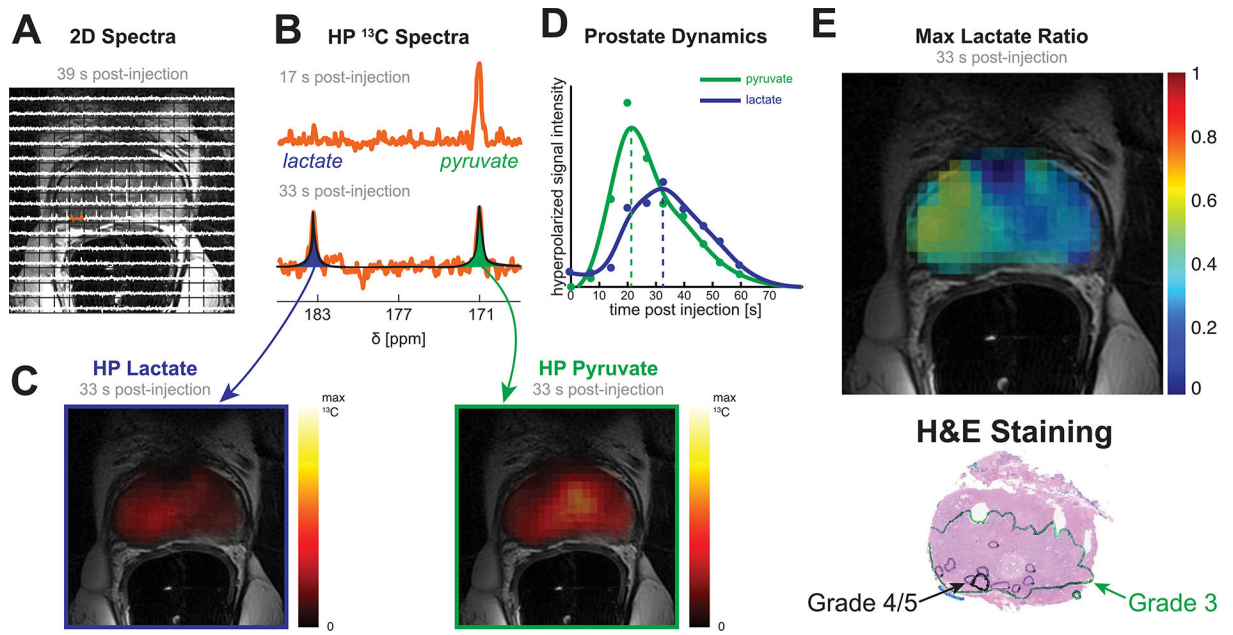 A
2D Spectra
39 s post-injection
B
HP ¹³C Spectra
17 s post-injection
lactate
pyruvate
33 s post-injection
183
177
171
δ [ppm]
C
HP Lactate
33 s post-injection
max
¹³C
0
HP Pyruvate
33 s post-injection
max
¹³C
0
D
Prostate Dynamics
pyruvate
lactate
hyperpolarized signal intensity
0
10
20
30
40
50
60
70
time post injection [s]
E
Max Lactate Ratio
33 s post-injection
1
0.8
0.6
0.4
0.2
0
H&E Staining
Grade 4/5
Grade 3